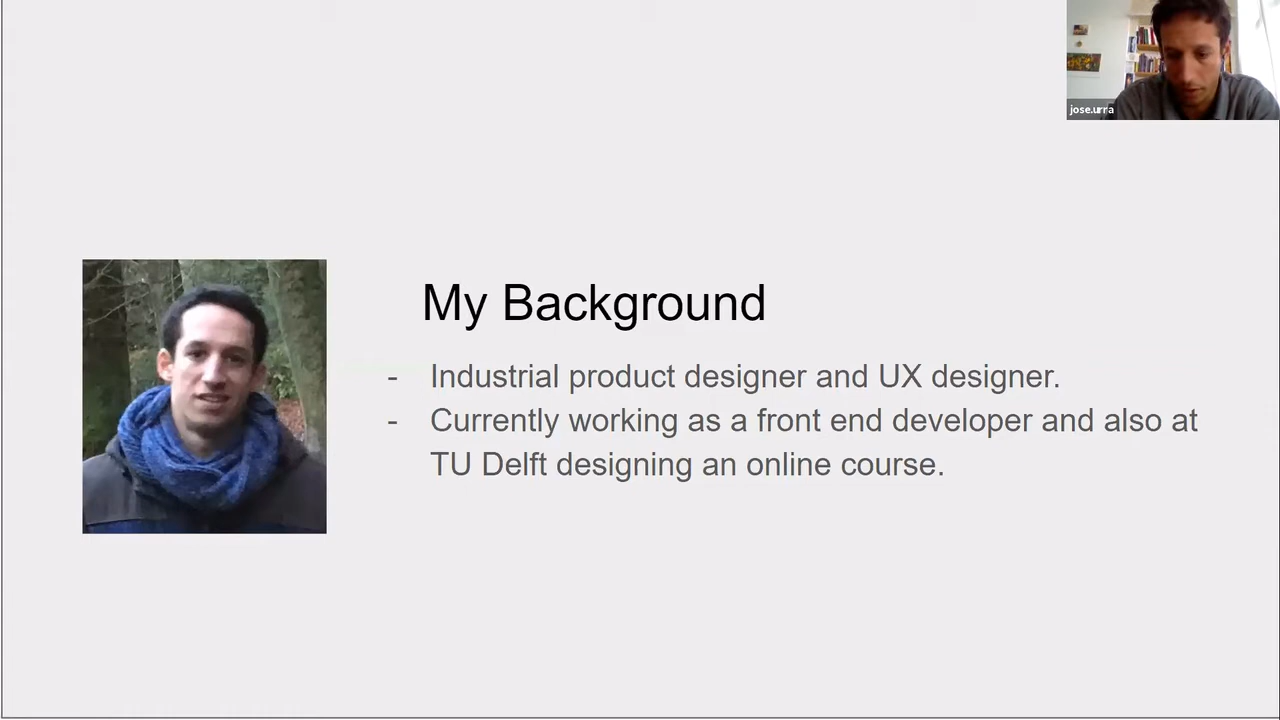 jose.urra
My Background
- Industrial product designer and UX designer.
- Currently working as a front end developer and also at
TU Delft designing an online course.